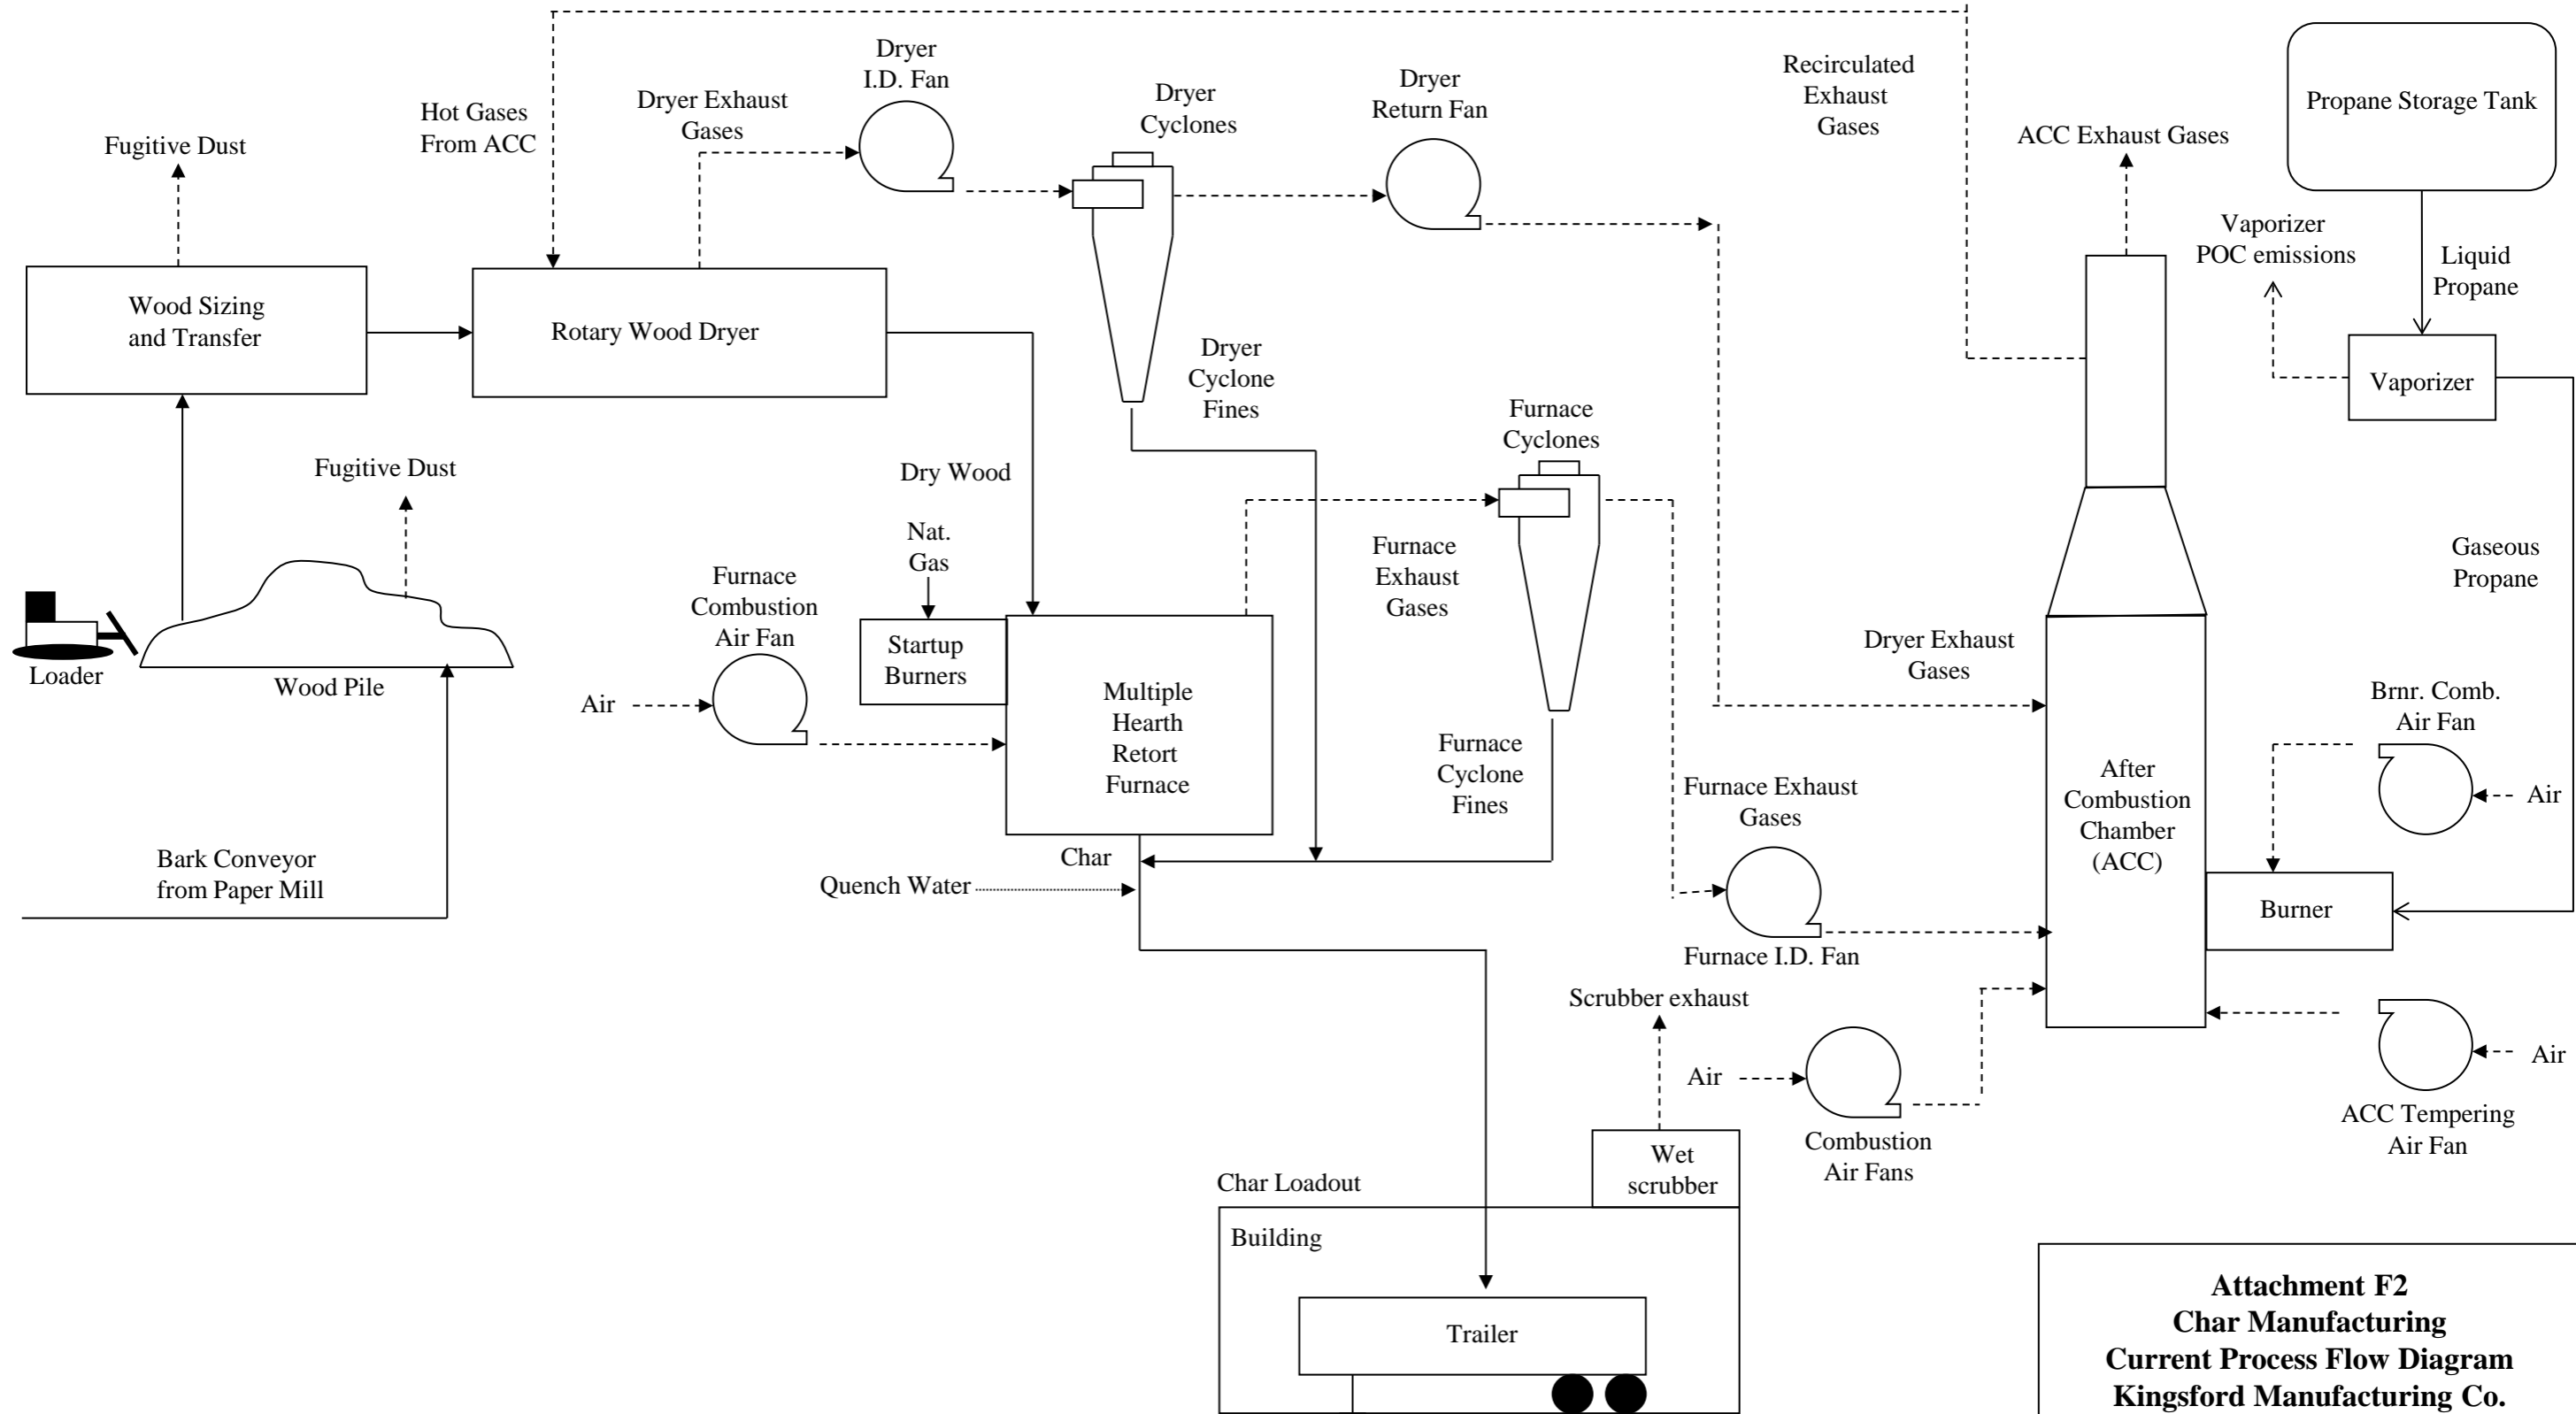 Dryer
I.D. Fan
Dryer Exhaust
Gases
Hot Gases
From ACC
Fugitive Dust
Dryer
Cyclones
Dryer
Return Fan
Recirculated
Exhaust
Gases
ACC Exhaust Gases
Propane Storage Tank
Vaporizer
POC emissions
Liquid
Propane
Wood Sizing
and Transfer
Rotary Wood Dryer
Dryer
Cyclone
Fines
Vaporizer
Furnace
Cyclones
Fugitive Dust
Dry Wood
Nat.
Gas
Furnace
Exhaust
Gases
Gaseous
Propane
Furnace
Combustion
Air Fan
Startup
Burners
Dryer Exhaust
Gases
Loader
Wood Pile
Air
Multiple
Hearth
Retort
Furnace
Brnr. Comb.
Air Fan
Furnace
Cyclone
Fines
Furnace Exhaust
Gases
After
Combustion
Chamber
(ACC)
Air
Bark Conveyor
from Paper Mill
Char
Quench Water
Burner
Furnace I.D. Fan
Scrubber exhaust
Air
Air
Combustion
Air Fans
ACC Tempering
Air Fan
Wet
scrubber
Char Loadout
Building
Trailer
Attachment F2
Char Manufacturing
Current Process Flow Diagram
Kingsford Manufacturing Co.